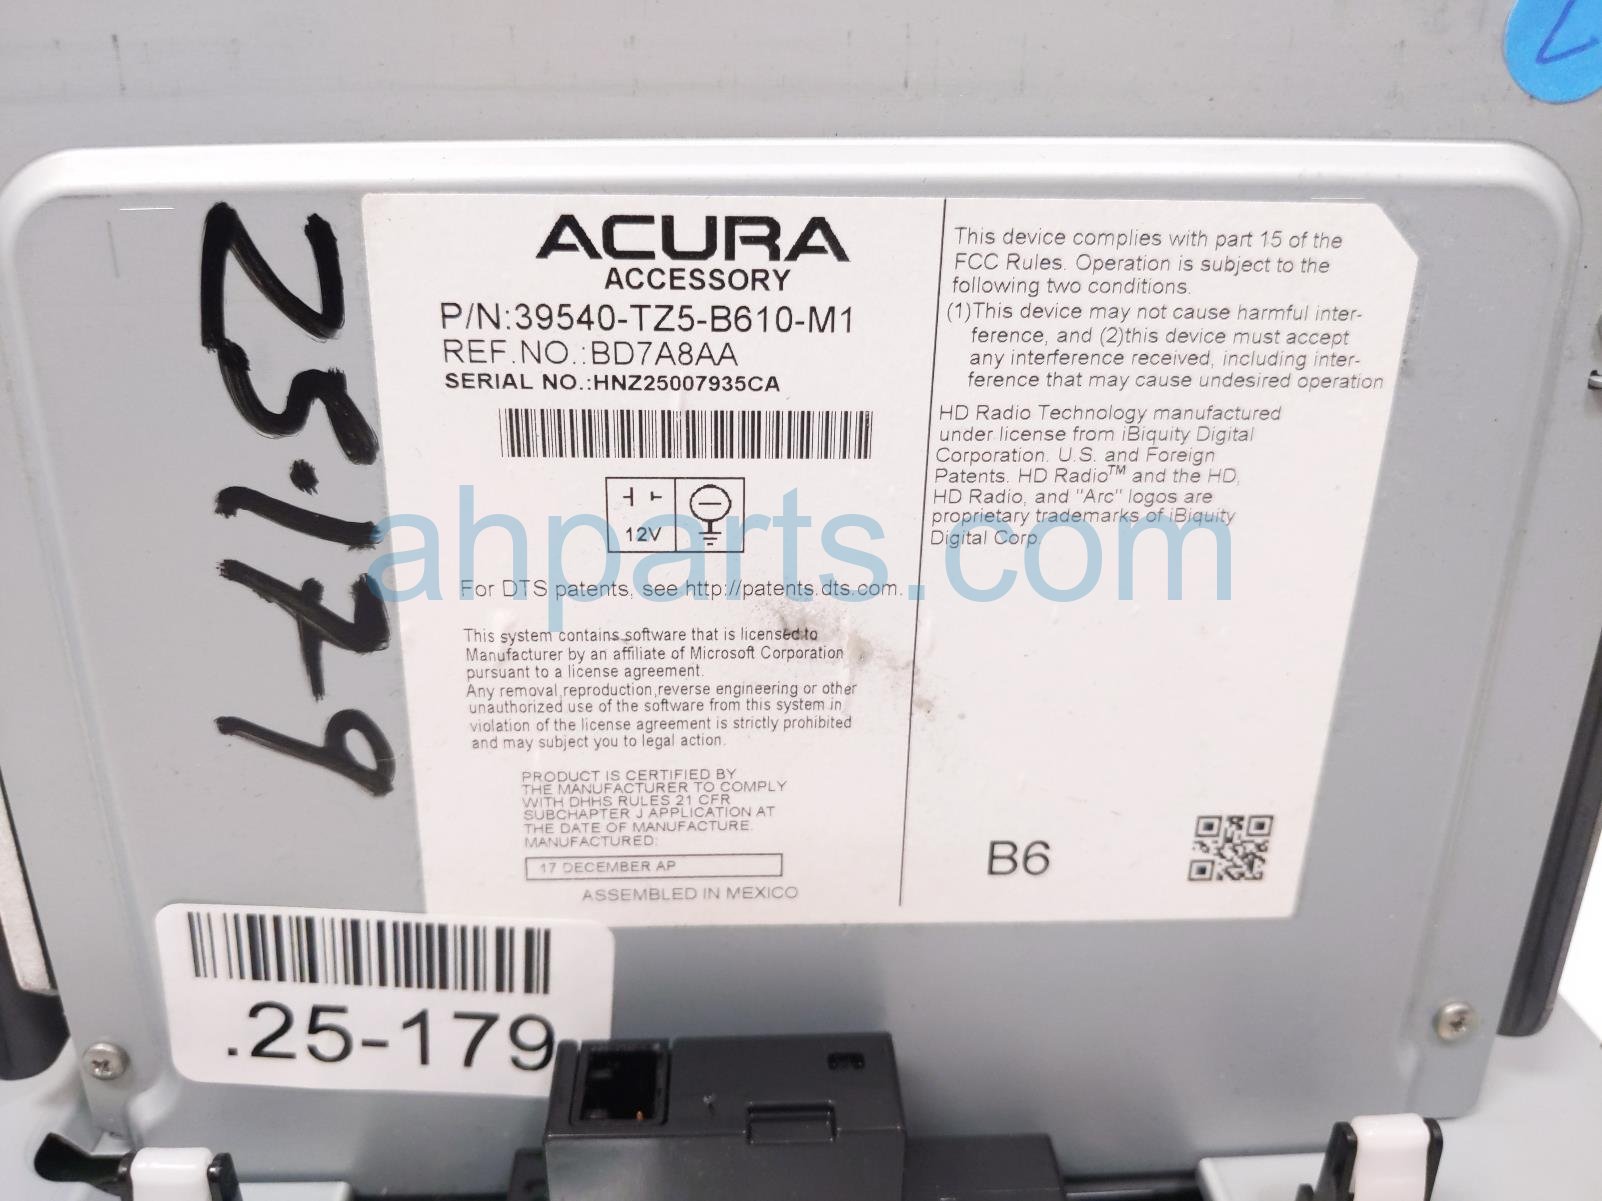 ACURA
ACCESSORY
P/N:39540-TZ5-B610-M1
REF.NO.:BD7A8AA
SERIAL NO.:HNZ25007935CA
12V
For DTS patents, see http://patents.dts.com.
This system contains software that is licensed to
Manufacturer by an affiliate of Microsoft Corporation
pursuant to a license agreement.
Any removal,reproduction,reverse engineering or other
unauthorized use of the software from this system in
violation of the license agreement is strictly prohibited
and may subject you to legal action.
PRODUCT IS CERTIFIED BY
THE MANUFACTURER TO COMPLY
WITH DHHS RULES 21 CFR
SUBCHAPTER J APPLICATION AT
THE DATE OF MANUFACTURE.
MANUFACTURED:
17 DECEMBER AP
ASSEMBLED IN MEXICO
This device complies with part 15 of the
FCC Rules. Operation is subject to the
following two conditions.
(1)This device may not cause harmful inter-
ference, and (2)this device must accept
any interference received, including inter-
ference that may cause undesired operation
HD Radio Technology manufactured
under license from iBiquity Digital
Corporation. U.S. and Foreign
Patents. HD Radio™ and the HD,
HD Radio, and "Arc" logos are
proprietary trademarks of iBiquity
Digital Corp.
B6
.25-179
ahparts.com